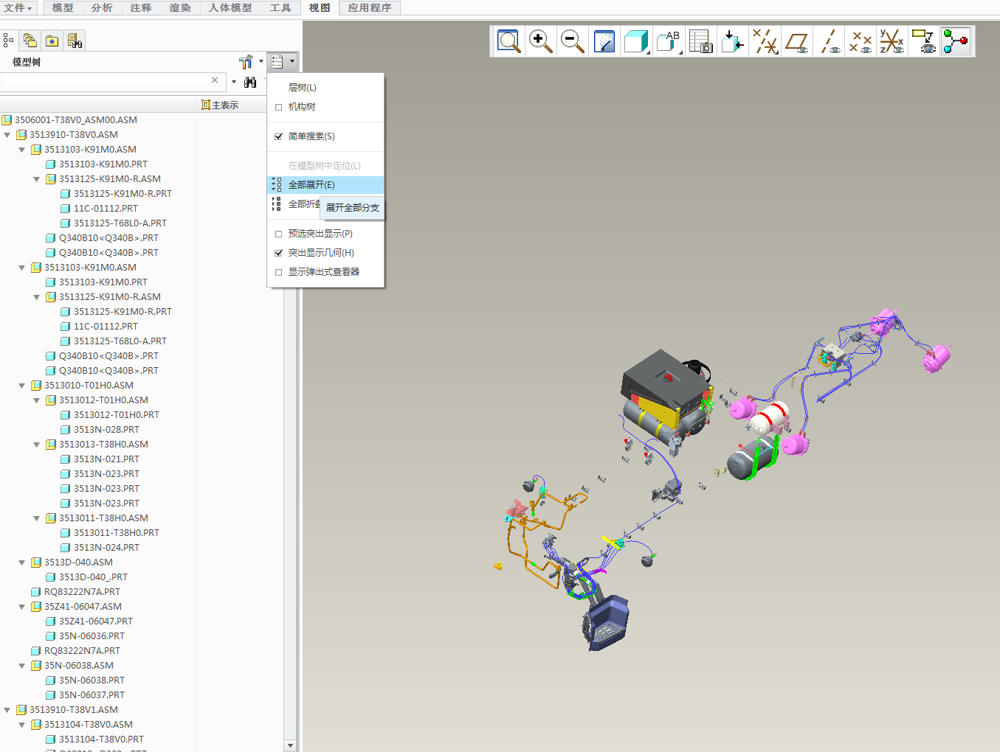 文件
模型
分析
注释
渲染
人体模型
工具
视图
应用程序
AB
模型树
主表示
层树(L)
机构树
简单搜索(S)
在模型树中定位(L)
全部展开(E)
全部折
展开全部分支
预选突出显示(P)
突出显示几何(H)
显示弹出式查看器
3506001-T38V0_ASM00.ASM
3513910-T38V0.ASM
3513103-K91M0.ASM
3513103-K91M0.PRT
3513125-K91M0-R.ASM
3513125-K91M0-R.PRT
11C-01112.PRT
3513125-T68L0-A.PRT
Q340B10<Q340B>.PRT
Q340B10<Q340B>.PRT
3513103-K91M0.ASM
3513103-K91M0.PRT
3513125-K91M0-R.ASM
3513125-K91M0-R.PRT
11C-01112.PRT
3513125-T68L0-A.PRT
Q340B10<Q340B>.PRT
Q340B10<Q340B>.PRT
3513010-T01H0.ASM
3513012-T01H0.ASM
3513012-T01H0.PRT
3513N-028.PRT
3513013-T38H0.ASM
3513N-021.PRT
3513N-023.PRT
3513N-023.PRT
3513N-023.PRT
3513011-T38H0.ASM
3513011-T38H0.PRT
3513N-024.PRT
3513D-040.ASM
3513D-040_.PRT
RQ83222N7A.PRT
35Z41-06047.ASM
35Z41-06047.PRT
35N-06036.PRT
RQ83222N7A.PRT
35N-06038.ASM
35N-06038.PRT
35N-06037.PRT
3513910-T38V1.ASM
3513104-T38V0.ASM
3513104-T38V0.PRT